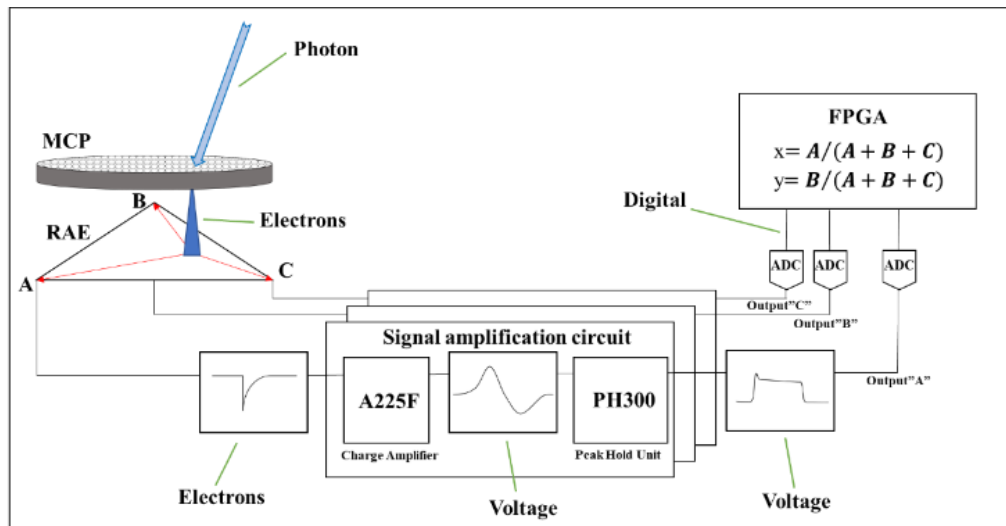 Photon
MCP
FPGA
x= A/(A + B + C)
y= B/(A + B + C)
B
Electrons
Digital
RAE
A
C
ADC
ADC
ADC
Output"C"
Output"B"
Signal amplification circuit
Output"A"
A225F
PH300
Charge Amplifier
Peak Hold Unit
Electrons
Voltage
Voltage